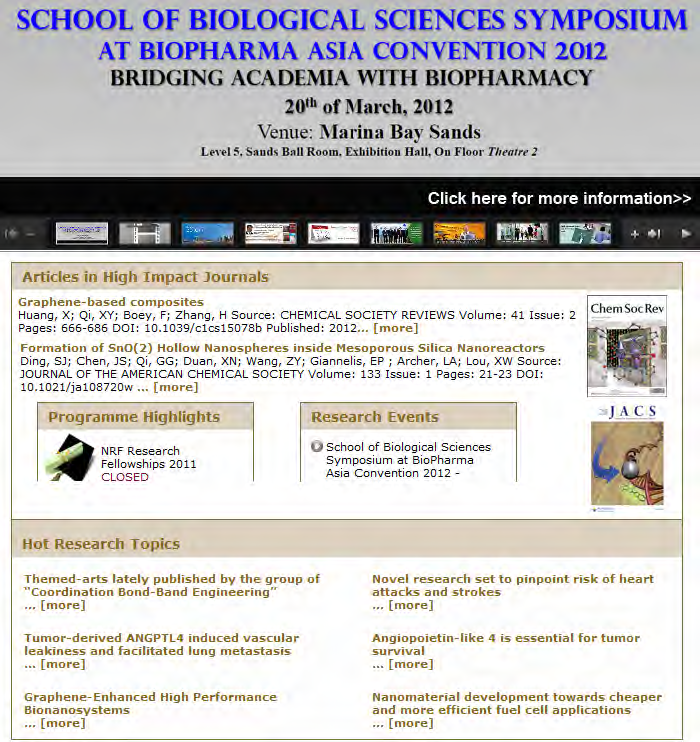 SCHOOL OF BIOLOGICAL SCIENCES SYMPOSIUM
AT BIOPHARMA ASIA CONVENTION 2012
BRIDGING ACADEMIA WITH BIOPHARMACY
20th of March, 2012
Venue: Marina Bay Sands
Level 5, Sands Ball Room, Exhibition Hall, On Floor Theatre 2
Click here for more information>>
Articles in High Impact Journals
Graphene-based composites
Huang, X; Qi, XY; Boey, F; Zhang, H Source: CHEMICAL SOCIETY REVIEWS Volume: 41 Issue: 2
Pages: 666-686 DOI: 10.1039/c1cs15078b Published: 2012... [more]
Formation of SnO(2) Hollow Nanospheres inside Mesoporous Silica Nanoreactors
Ding, SJ; Chen, JS; Qi, GG; Duan, XN; Wang, ZY; Giannelis, EP ; Archer, LA; Lou, XW Source:
JOURNAL OF THE AMERICAN CHEMICAL SOCIETY Volume: 133 Issue: 1 Pages: 21-23 DOI:
10.1021/ja108720w ... [more]
Chem Soc Rev
JACS
Programme Highlights
NRF Research
Fellowships 2011
CLOSED
Research Events
School of Biological Sciences
Symposium at BioPharma
Asia Convention 2012 -
Hot Research Topics
Themed-arts lately published by the group of
"Coordination Bond-Band Engineering"
... [more]
Novel research set to pinpoint risk of heart
attacks and strokes
... [more]
Tumor-derived ANGPTL4 induced vascular
leakiness and facilitated lung metastasis
... [more]
Angiopoietin-like 4 is essential for tumor
survival
... [more]
Graphene-Enhanced High Performance
Bionanosystems
... [more]
Nanomaterial development towards cheaper
and more efficient fuel cell applications
... [more]